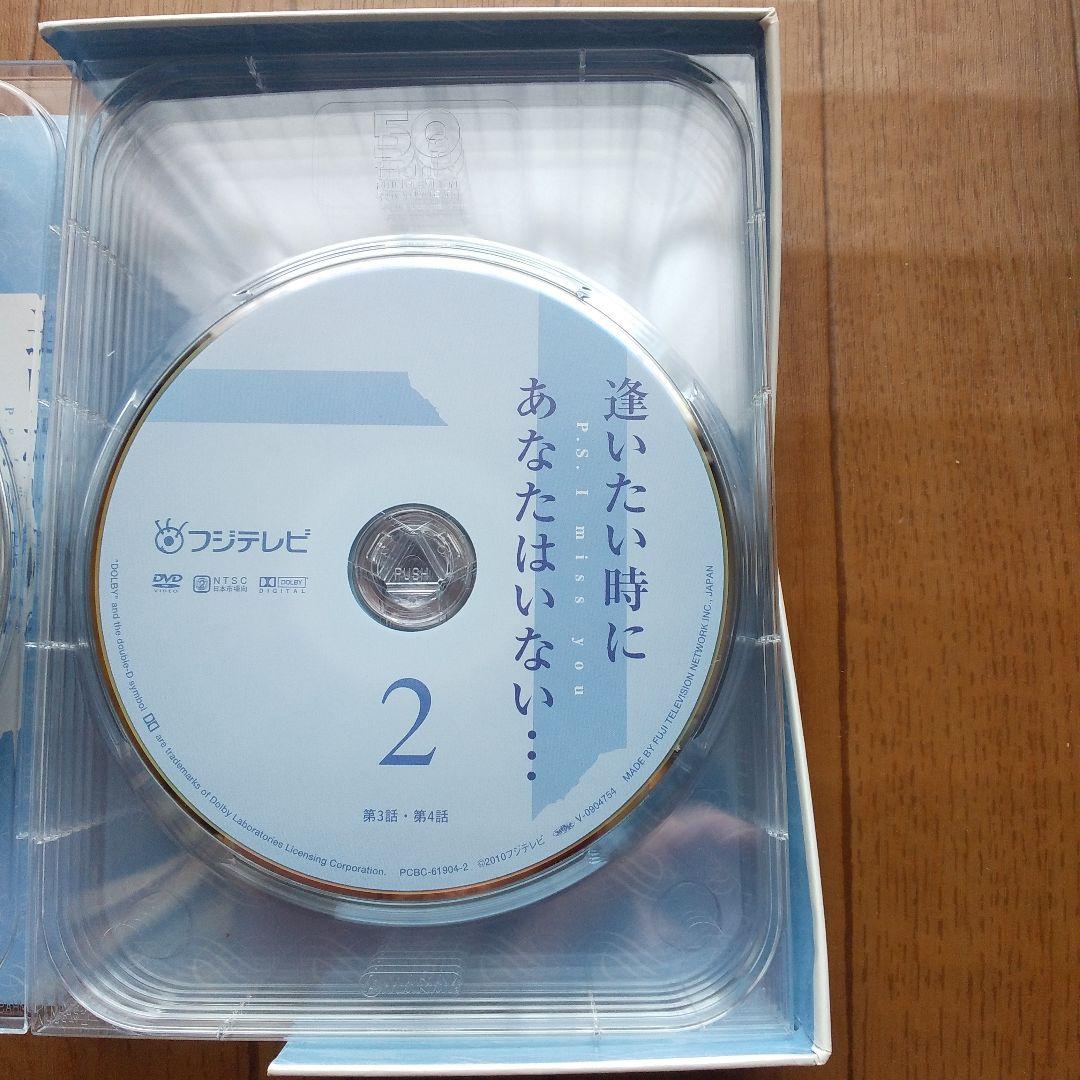 逢いたい時に
P.S. I miss you
あなたはいない…
フジテレビ
DVD
VIDEO
2
NTSC
日本市場向
DOLBY
DIGITAL
PUSH
2
第3話・第4話
"DOLBY" and the double-D symbol are trademarks of Dolby Laboratories Licensing Corporation.
PCBC-61904-2
©2010フジテレビ
V-0904754
MADE BY FUJI TELEVISION NETWORK INC., JAPAN